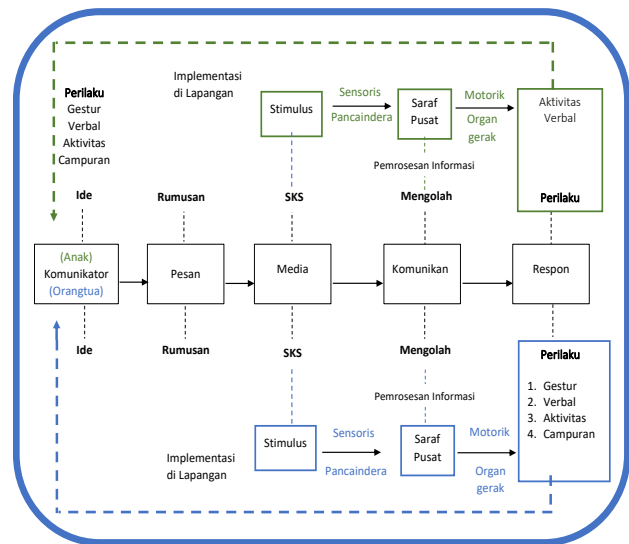 Perilaku
Gestur
Verbal
Aktivitas
Campuran
Implementasi
di Lapangan
Stimulus
Sensoris
Pancaindera
Saraf
Pusat
Motorik
Organ
gerak
Aktivitas
Verbal
Pemrosesan Informasi
Ide
Rumusan
SKS
Mengolah
Perilaku
(Anak)
Komunikator
(Orangtua)
Pesan
Media
Komunikan
Respon
Ide
Rumusan
SKS
Mengolah
Perilaku
1. Gestur
2. Verbal
3. Aktivitas
4. Campuran
Pemrosesan Informasi
Implementasi
di Lapangan
Stimulus
Sensoris
Pancaindera
Saraf
Pusat
Motorik
Organ
gerak